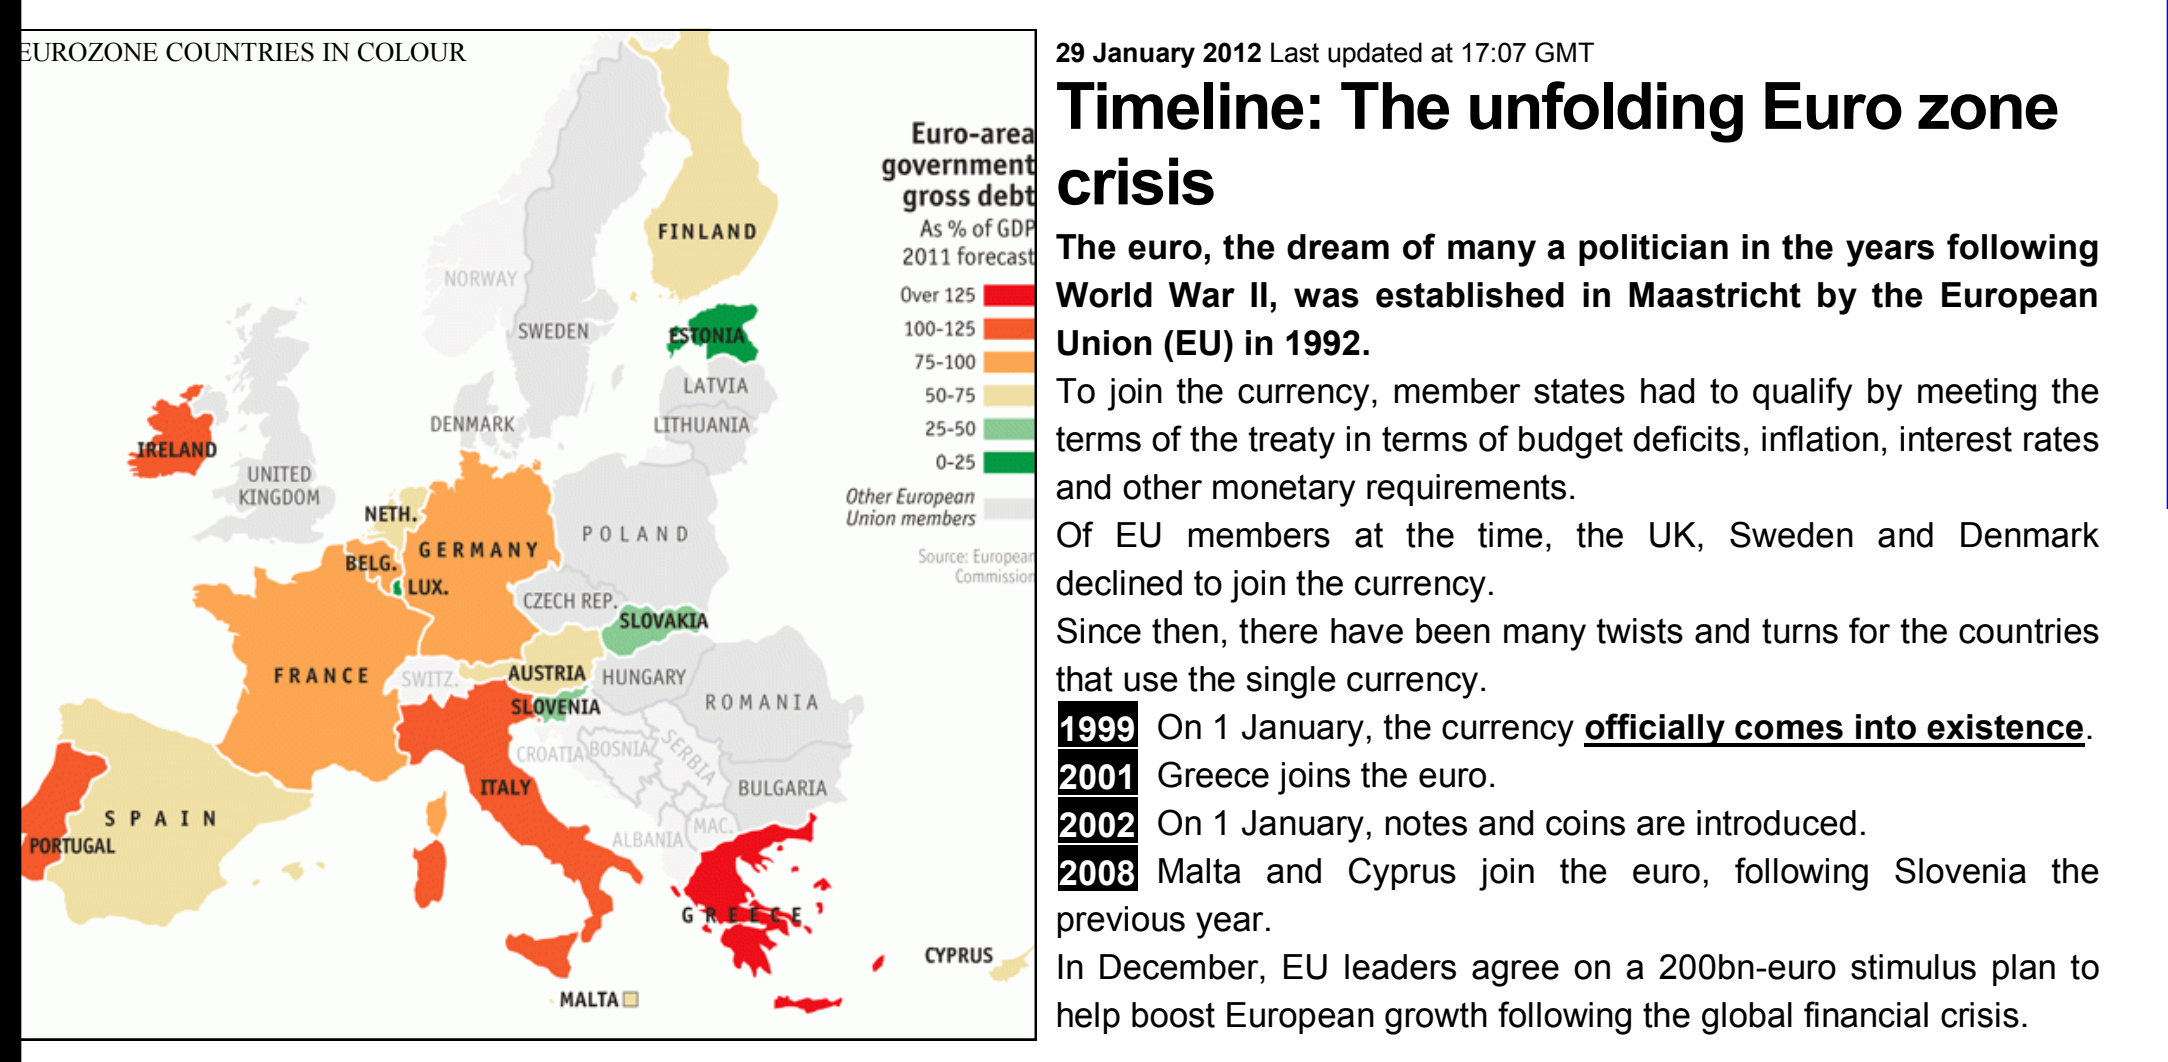 EUROZONE COUNTRIES IN COLOUR
Euro-area
government
gross debt
As % of GDP
2011 forecast
Over 125
100-125
75-100
50-75
25-50
0-25
Other European
Union members
Source: European
Commission
FINLAND
NORWAY
SWEDEN
ESTONIA
LATVIA
LITHUANIA
DENMARK
IRELAND
UNITED
KINGDOM
NETH.
GERMANY
POLAND
BELG.
LUX.
CZECH REP.
SLOVAKIA
FRANCE
SWITZ.
AUSTRIA
HUNGARY
SLOVENIA
ROMANIA
CROATIA
BOSNIA
SERBIA
ITALY
BULGARIA
SPAIN
PORTUGAL
ALBANIA
MAC.
GREECE
CYPRUS
MALTA
29 January 2012 Last updated at 17:07 GMT
Timeline: The unfolding Euro zone
crisis
The euro, the dream of many a politician in the years following
World War II, was established in Maastricht by the European
Union (EU) in 1992.
To join the currency, member states had to qualify by meeting the
terms of the treaty in terms of budget deficits, inflation, interest rates
and other monetary requirements.
Of EU members at the time, the UK, Sweden and Denmark
declined to join the currency.
Since then, there have been many twists and turns for the countries
that use the single currency.
1999 On 1 January, the currency officially comes into existence.
2001 Greece joins the euro.
2002 On 1 January, notes and coins are introduced.
2008 Malta and Cyprus join the euro, following Slovenia the
previous year.
In December, EU leaders agree on a 200bn-euro stimulus plan to
help boost European growth following the global financial crisis.